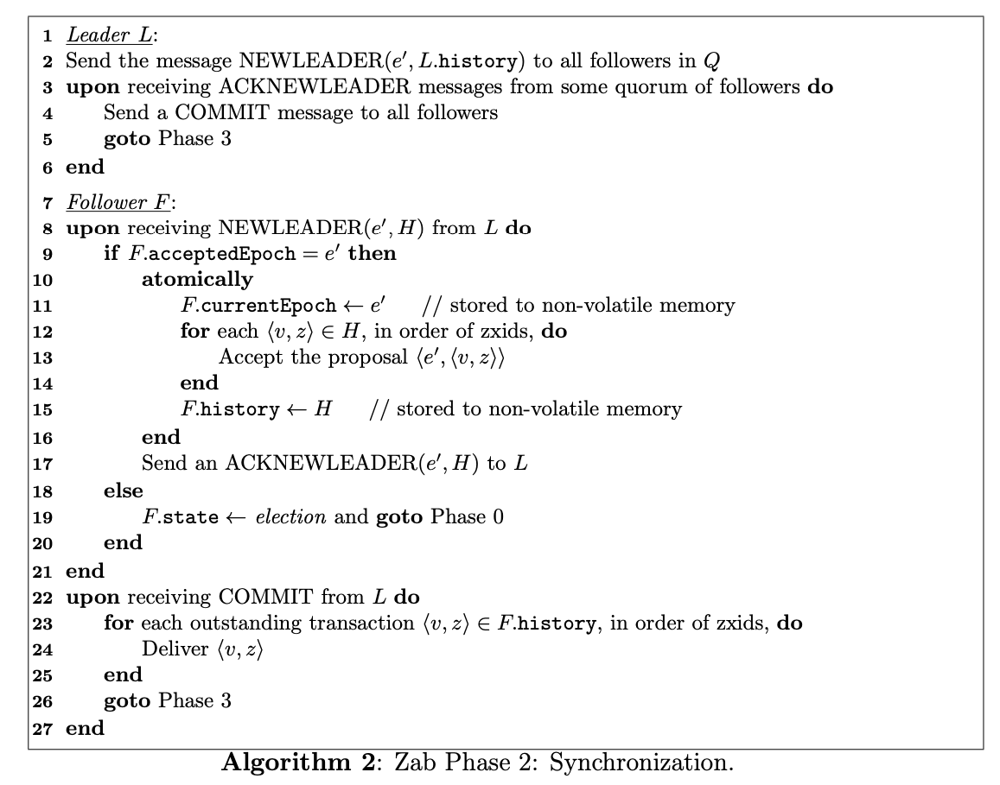 1 Leader L:
2 Send the message NEWLEADER(e′, L.history) to all followers in Q
3 upon receiving ACKNEWLEADER messages from some quorum of followers do
4 Send a COMMIT message to all followers
5 goto Phase 3
6 end
7 Follower F:
8 upon receiving NEWLEADER(e′, H) from L do
9 if F.acceptedEpoch = e′ then
10 atomically
11 F.currentEpoch ← e′ // stored to non-volatile memory
12 for each ⟨v, z⟩ ∈ H, in order of zxids, do
13 Accept the proposal ⟨e′, ⟨v, z⟩⟩
14 end
15 F.history ← H // stored to non-volatile memory
16 end
17 Send an ACKNEWLEADER(e′, H) to L
18 else
19 F.state ← election and goto Phase 0
20 end
21 end
22 upon receiving COMMIT from L do
23 for each outstanding transaction ⟨v, z⟩ ∈ F.history, in order of zxids, do
24 Deliver ⟨v, z⟩
25 end
26 goto Phase 3
27 end
Algorithm 2: Zab Phase 2: Synchronization.